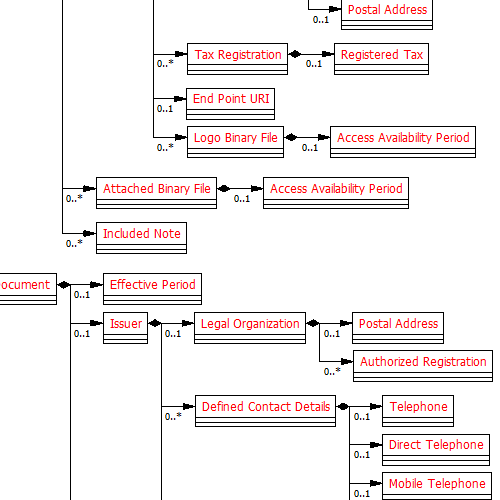 Postal Address
0..1
Tax Registration
Registered Tax
0..*
0..1
End Point URI
0..1
Logo Binary File
Access Availability Period
0..*
0..1
Attached Binary File
Access Availability Period
0..*
0..1
Included Note
0..*
ocument
Effective Period
0..1
Issuer
Legal Organization
Postal Address
0..1
0..1
0..1
Authorized Registration
0..*
Defined Contact Details
Telephone
0..*
0..1
Direct Telephone
0..1
Mobile Telephone
0..1